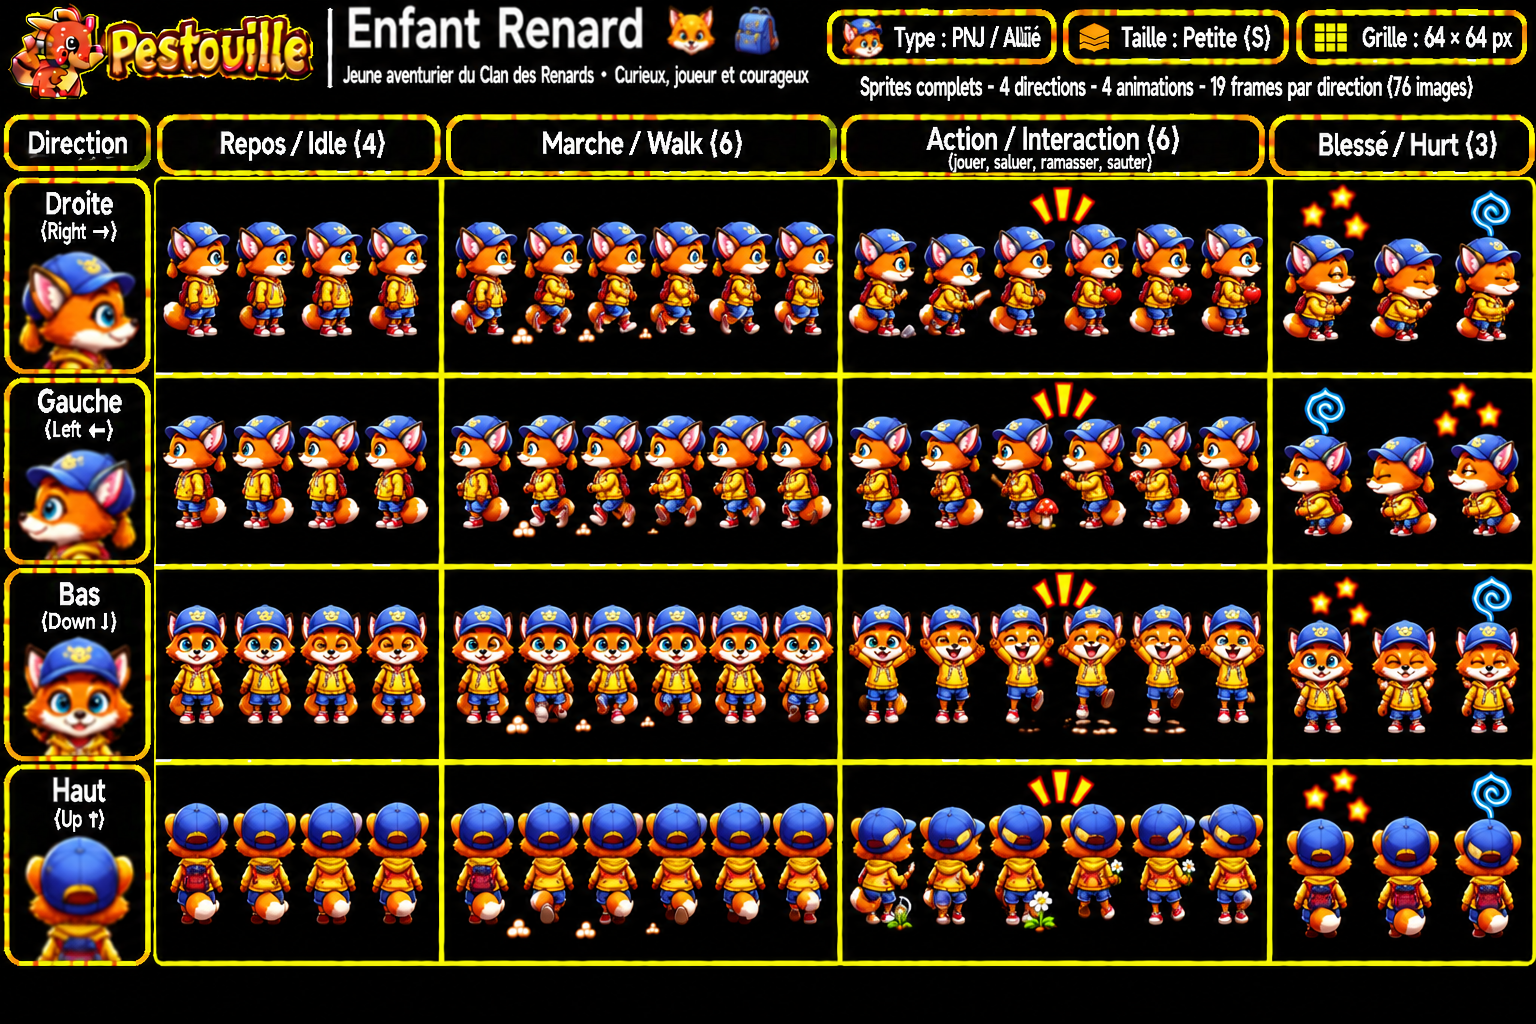 Pestouille
Enfant Renard
Jeune aventurier du Clan des Renards • Curieux, joueur et courageux
Type : PNJ / Alliié
Taille : Petite (S)
Grille : 64 × 64 px
Sprites complets - 4 directions - 4 animations - 19 frames par direction (76 images)
Direction
Repos / Idle (4)
Marche / Walk (6)
Action / Interaction (6)
(jouer, saluer, ramasser, sauter)
Blessé / Hurt (3)
Droite
(Right →)
Gauche
(Left ←)
Bas
(Down ↓)
Haut
(Up ↑)